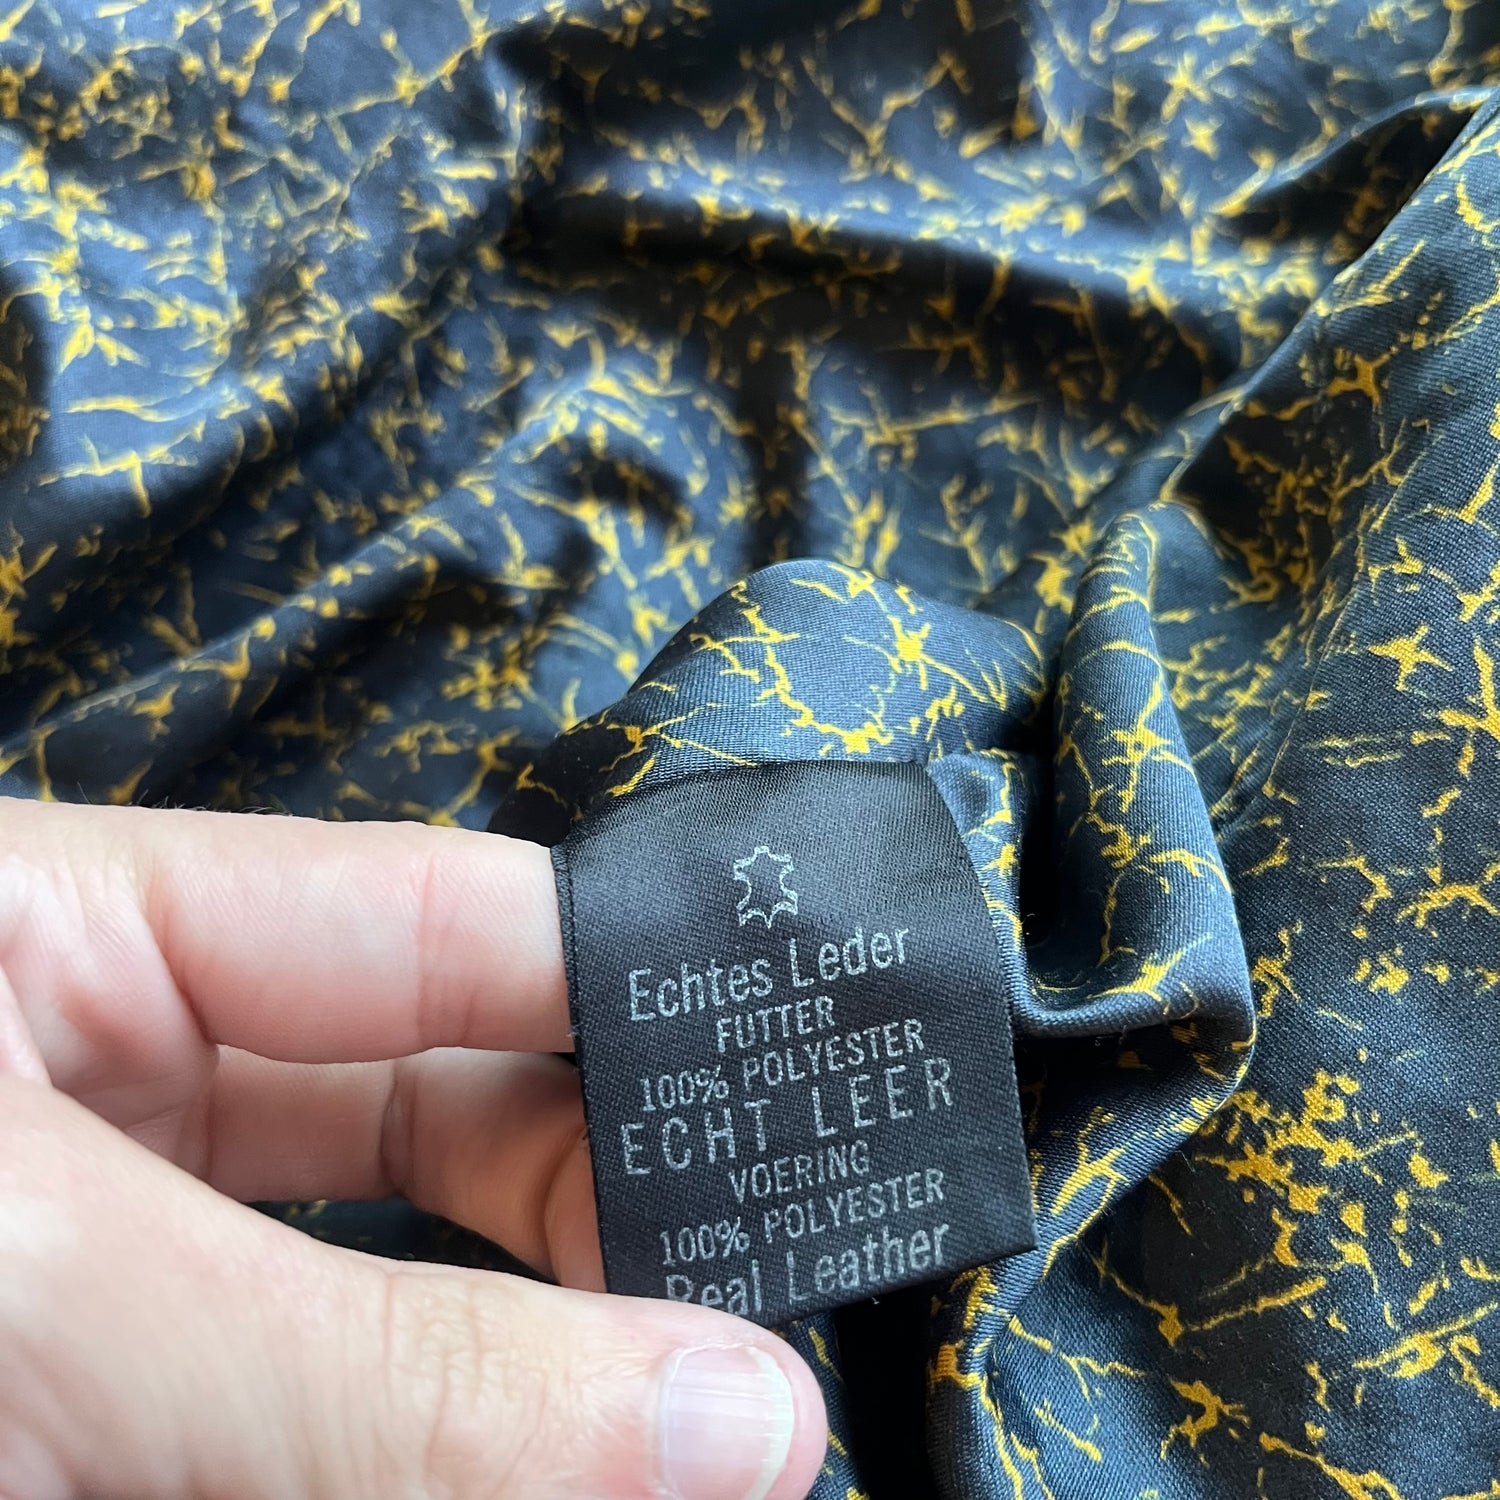 Echtes Leder
FUTTER
100% POLYESTER
ECHT LEER
VOERING
100% POLYESTER
Real Leather